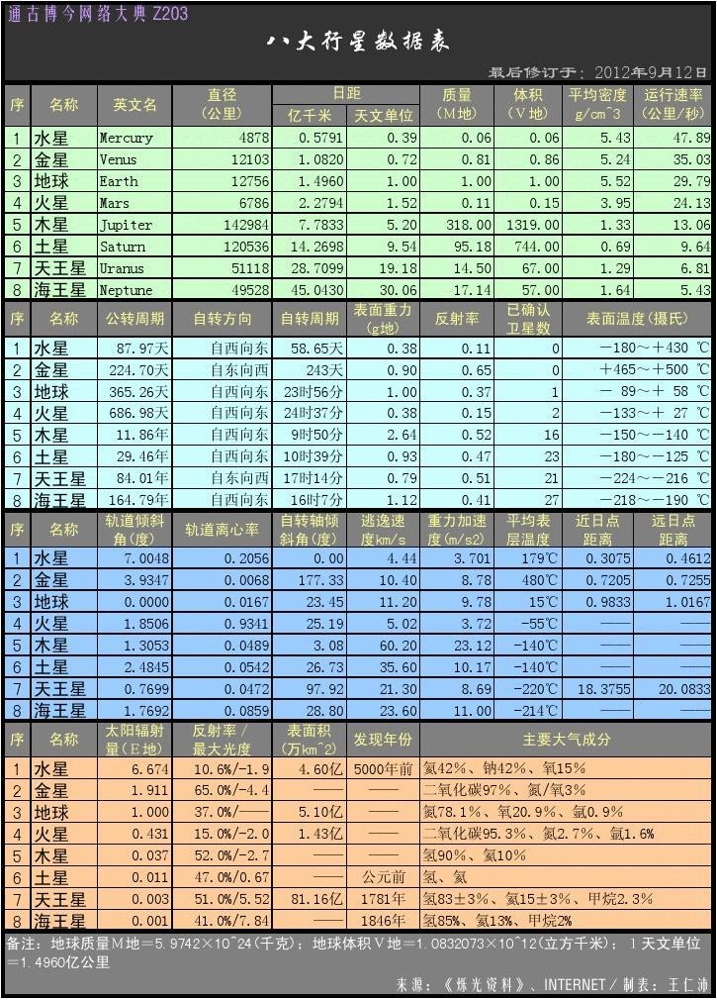 通古博今网络大典 Z203
八大行星数据表
最后修订于：2012年9月12日
序 名称 英文名 直径(公里) 日距 亿千米 天文单位 质量(M地) 体积(V地) 平均密度g/cm^3 运行速率(公里/秒)
1 水星 Mercury 4878 0.5791 0.39 0.06 0.06 5.43 47.89
2 金星 Venus 12103 1.0820 0.72 0.81 0.86 5.24 35.03
3 地球 Earth 12756 1.4960 1.00 1.00 1.00 5.52 29.79
4 火星 Mars 6786 2.2794 1.52 0.11 0.15 3.95 24.13
5 木星 Jupiter 142984 7.7833 5.20 318.00 1319.00 1.33 13.06
6 土星 Saturn 120536 14.2698 9.54 95.18 744.00 0.69 9.64
7 天王星 Uranus 51118 28.7099 19.18 14.50 67.00 1.29 6.81
8 海王星 Neptune 49528 45.0430 30.06 17.14 57.00 1.64 5.43
序 名称 公转周期 自转方向 自转周期 表面重力(g地) 反射率 已确认卫星数 表面温度(摄氏)
1 水星 87.97天 自西向东 58.65天 0.38 0.11 0 －180～＋430 ℃
2 金星 224.70天 自东向西 243天 0.90 0.65 0 ＋465～＋500 ℃
3 地球 365.26天 自西向东 23时56分 1.00 0.37 1 － 89～＋ 58 ℃
4 火星 686.98天 自西向东 24时37分 0.38 0.15 2 －133～＋ 27 ℃
5 木星 11.86年 自西向东 9时50分 2.64 0.52 16 －150～－140 ℃
6 土星 29.46年 自西向东 10时39分 0.93 0.47 23 －180～－125 ℃
7 天王星 84.01年 自东向西 17时14分 0.79 0.51 21 －224～－216 ℃
8 海王星 164.79年 自西向东 16时7分 1.12 0.41 27 －218～－190 ℃
序 名称 轨道倾斜角(度) 轨道离心率 自转轴倾斜角(度) 逃逸速度km/s 重力加速度(m/s2) 平均表层温度 近日点距离 远日点距离
1 水星 7.0048 0.2056 0.00 4.44 3.701 179℃ 0.3075 0.4612
2 金星 3.9347 0.0068 177.33 10.40 8.78 480℃ 0.7205 0.7255
3 地球 0.0000 0.0167 23.45 11.20 9.78 15℃ 0.9833 1.0167
4 火星 1.8506 0.9341 25.19 5.02 3.72 -55℃ —— ——
5 木星 1.3053 0.0489 3.08 60.20 23.12 -140℃ —— ——
6 土星 2.4845 0.0542 26.73 35.60 10.17 -140℃ —— ——
7 天王星 0.7699 0.0472 97.92 21.30 8.69 -220℃ 18.3755 20.0833
8 海王星 1.7692 0.0859 28.80 23.60 11.00 -214℃ —— ——
序 名称 太阳辐射量(E地) 反射率/最大光度 表面积(万km^2) 发现年份 主要大气成分
1 水星 6.674 10.6%/-1.9 4.60亿 5000年前 氦42%、钠42%、氧15%
2 金星 1.911 65.0%/-4.4 —— —— 二氧化碳97%、氮/氧3%
3 地球 1.000 37.0%/—— 5.10亿 —— 氮78.1%、氧20.9%、氩0.9%
4 火星 0.431 15.0%/-2.0 1.43亿 —— 二氧化碳95.3%、氮2.7%、氩1.6%
5 木星 0.037 52.0%/-2.7 —— —— 氢90%、氦10%
6 土星 0.011 47.0%/0.67 —— 公元前 氢、氦
7 天王星 0.003 51.0%/5.52 81.16亿 1781年 氢83±3%、氦15±3%、甲烷2.3%
8 海王星 0.001 41.0%/7.84 —— 1846年 氢85%、氦13%、甲烷2%
备注：地球质量M地＝5.9742×10^24(千克)；地球体积V地＝1.0832073×10^12(立方千米)；1天文单位
＝1.4960亿公里
来源：《烁光资料》、INTERNET / 制表：王仁沛